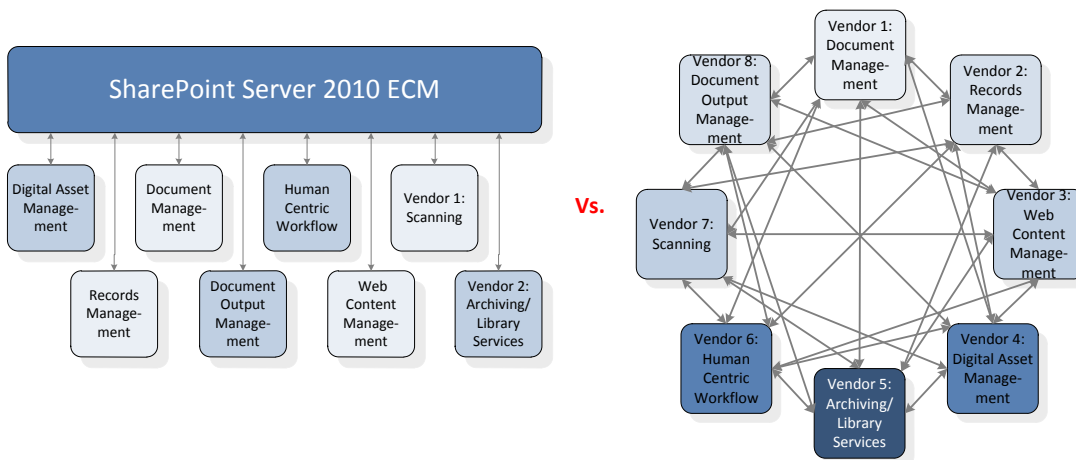 SharePoint Server 2010 ECM
Digital Asset
Manage-
ment
Document
Manage-
ment
Human
Centric
Workflow
Vendor 1:
Scanning
Records
Manage-
ment
Document
Output
Manage-
ment
Web
Content
Manage-
ment
Vendor 2:
Archiving/
Library
Services
Vs.
Vendor 1:
Document
Manage-
ment
Vendor 2:
Records
Manage-
ment
Vendor 3:
Web
Content
Manage-
ment
Vendor 4:
Digital Asset
Manage-
ment
Vendor 5:
Archiving/
Library
Services
Vendor 6:
Human
Centric
Workflow
Vendor 7:
Scanning
Vendor 8:
Document
Output
Manage-
ment